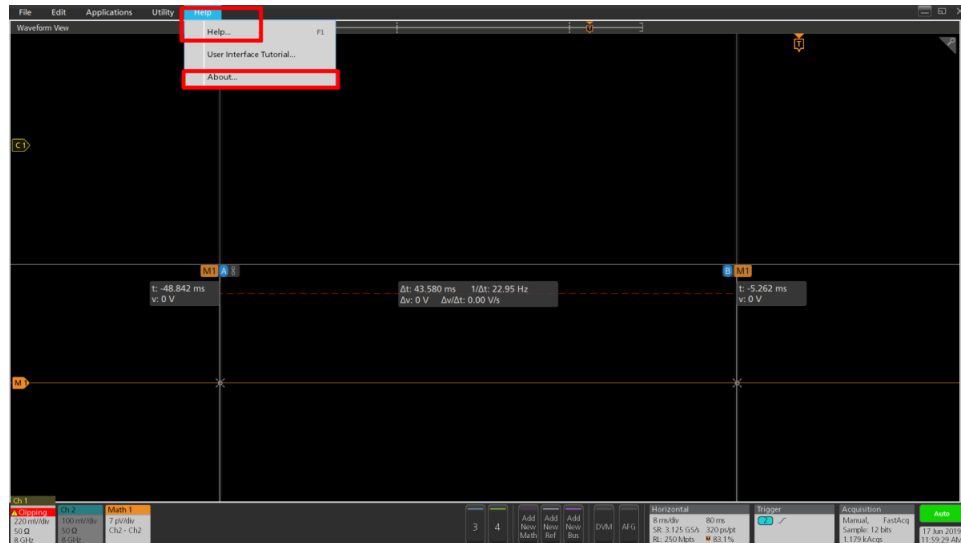 File Edit Applications Utility Help
Waveform View
Help... F1
User Interface Tutorial...
About...
T
T
C1
M1 A
B M1
t: -48.842 ms
v: 0 V
Δt: 43.580 ms 1/Δt: 22.95 Hz
Δv: 0 V Δv/Δt: 0.00 V/s
t: -5.262 ms
v: 0 V
M1
Ch 1
Clipping
220 mV/div
50 Ω
8 GHz
Ch 2
100 mV/div
50 Ω
8 GHz
Math 1
7 pV/div
Ch2 - Ch2
3
4
Add
New
Math
Add
New
Ref
Add
New
Bus
DVM
AFG
Horizontal
8 ms/div 80 ms
SR: 3.125 GSA 320 ps/pt
RL: 250 Mpts 83.1%
Trigger
2
Acquisition
Manual, FastAcq
Sample: 12 bits
1.179 kAcqs
Auto
17 Jun 2019
11:59:29 AM